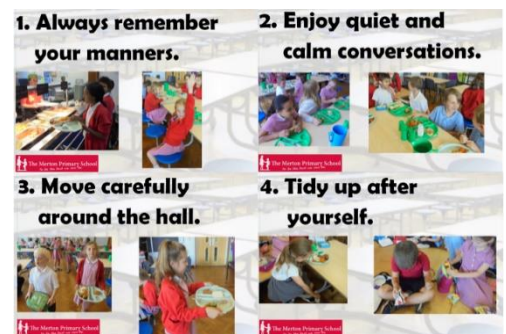 1. Always remember
your manners.
The Merton Primary School
2. Enjoy quiet and
calm conversations.
The Merton Primary School
3. Move carefully
around the hall.
The Merton Primary School
4. Tidy up after
yourself.
The Merton Primary School